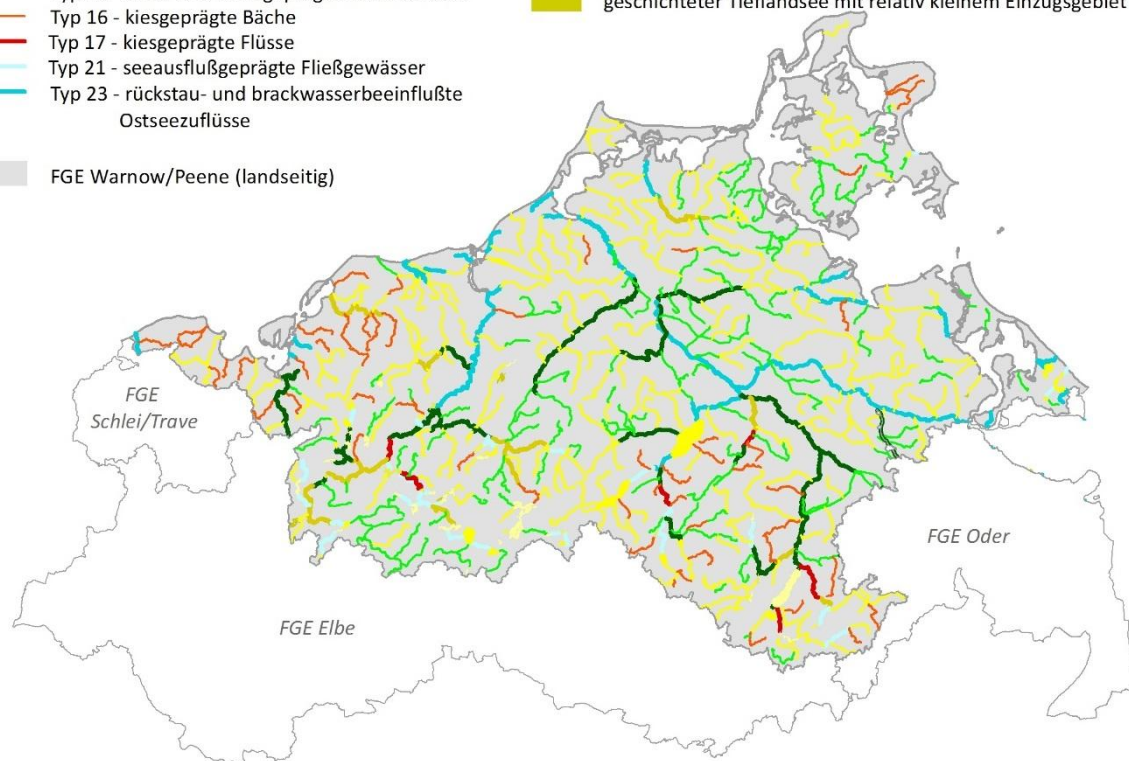 Typ 16 - kiesgeprägte Bäche
Typ 17 - kiesgeprägte Flüsse
Typ 21 - seeausflußgeprägte Fließgewässer
Typ 23 - rückstau- und brackwasserbeeinflußte
Ostseezuflüsse
FGE Warnow/Peene (landseitig)
geschichteter Tieflandsee mit relativ kleinem Einzugsgebiet
FGE
Schlei/Trave
FGE Oder
FGE Elbe